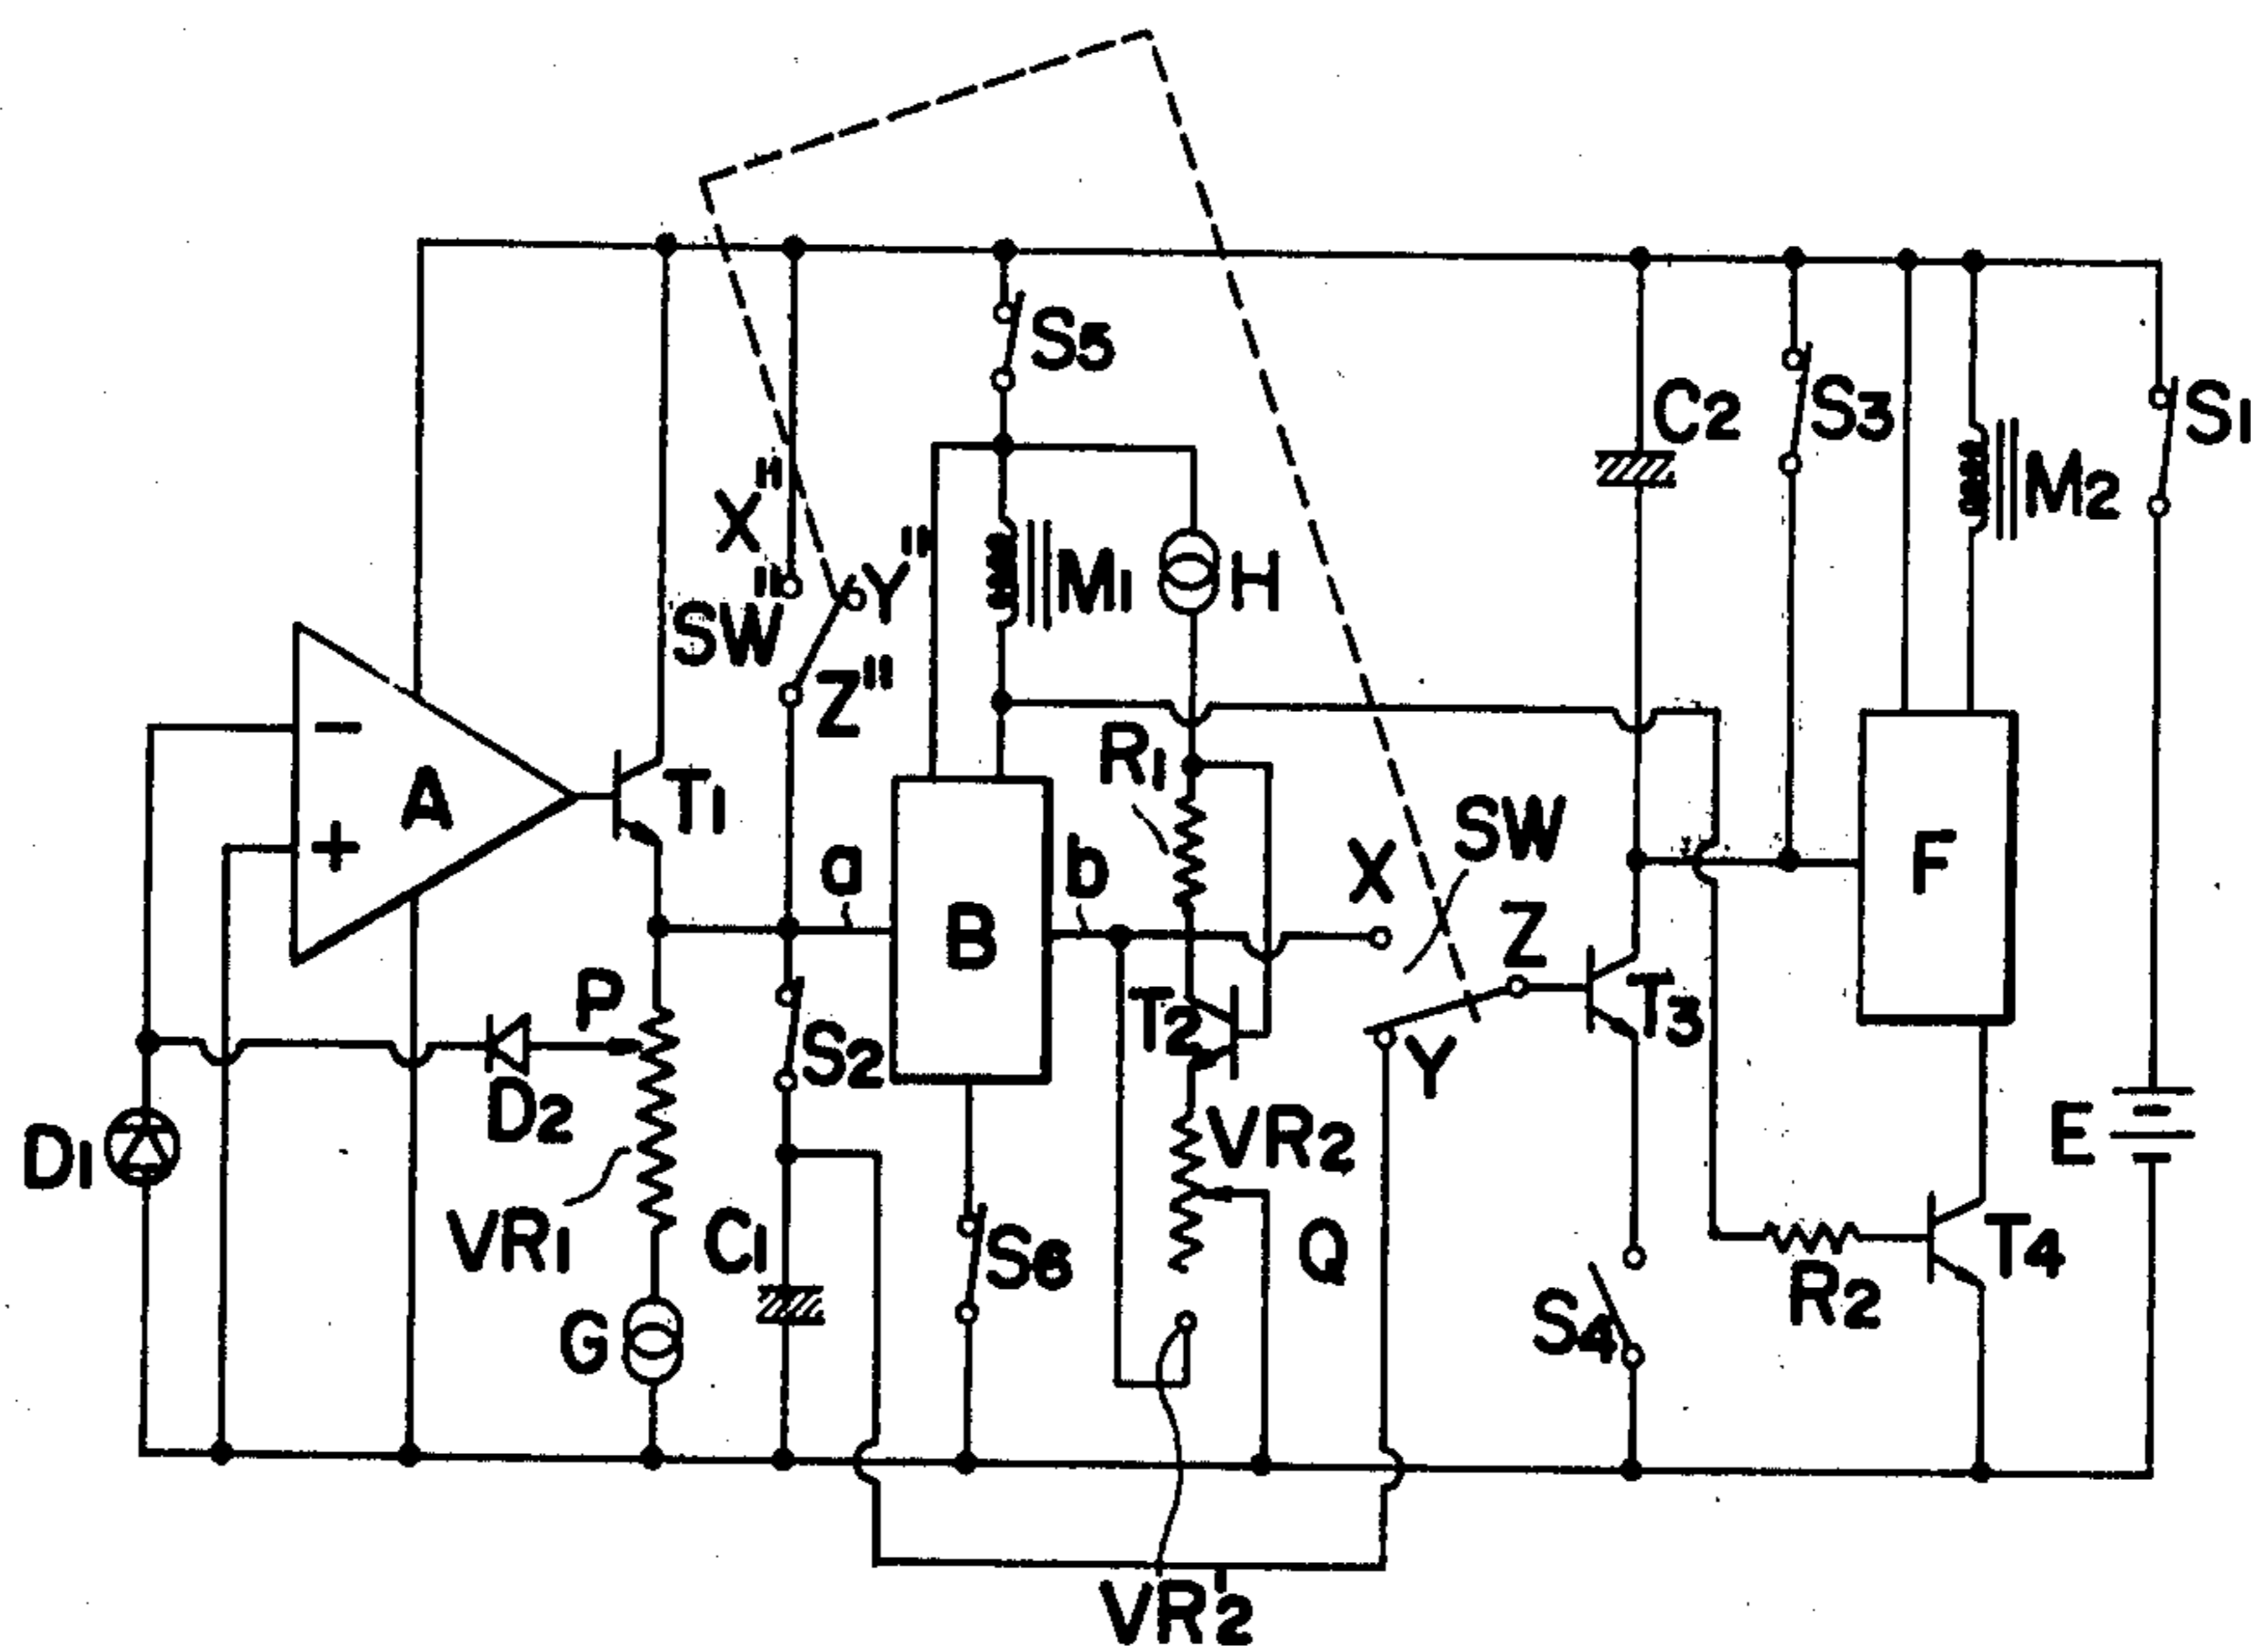 S5
C2
S3
S1
X"
M2
Y"
M1
H
SW"
Z"
R1
A
−
+
T1
SW
X
a
b
F
B
Z
P
T2
T3
S2
Y
D2
D1
VR2
VR1
C1
S6
Q
E
T4
G
S4
R2
VR'2